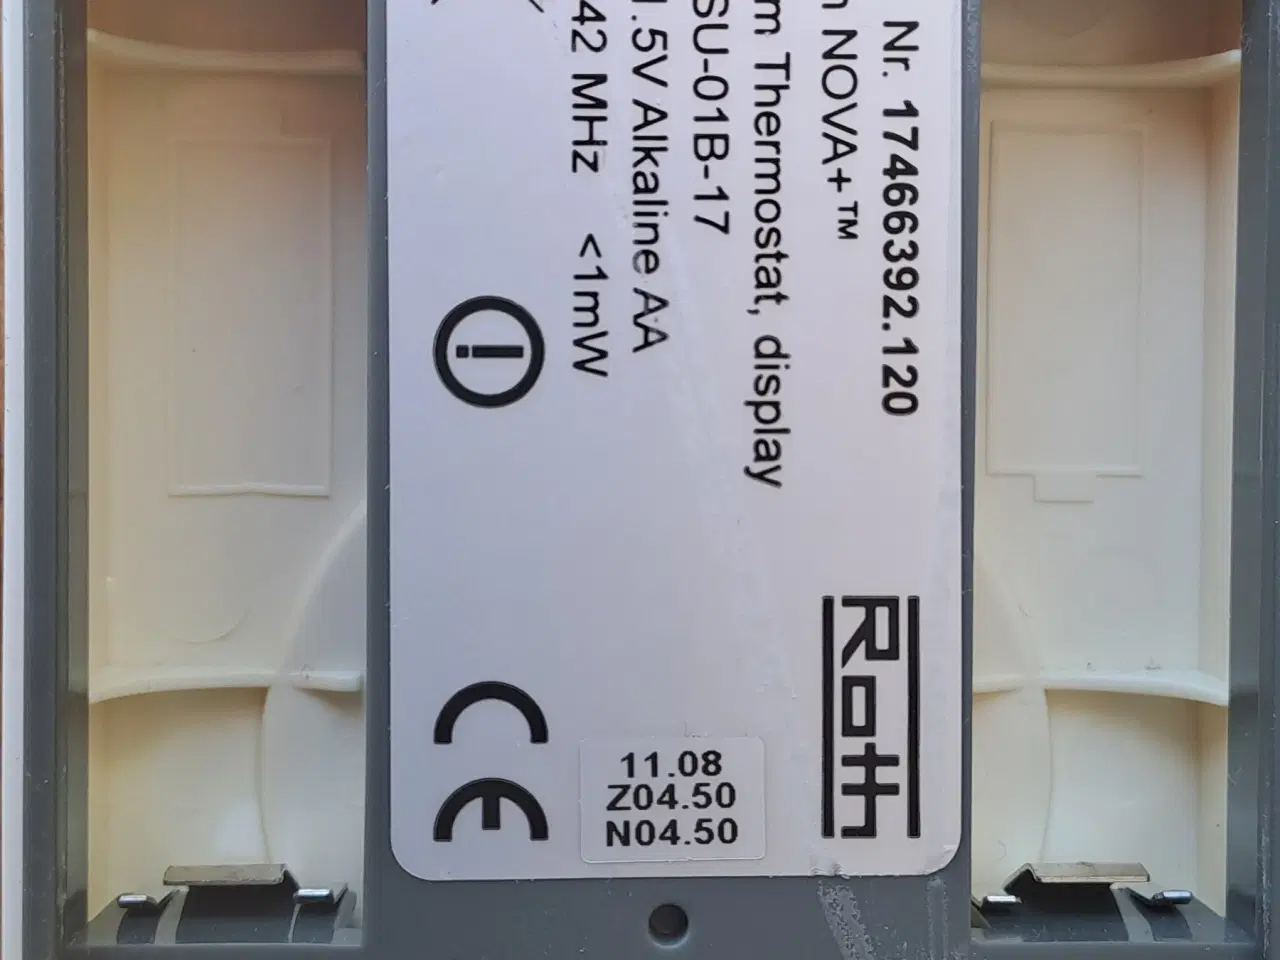 Nr. 17466392.120
NOVA+™
Thermostat, display
SU-01B-17
.5V Alkaline AA
42 MHz <1mW
Roth
CE
11.08
Z04.50
N04.50